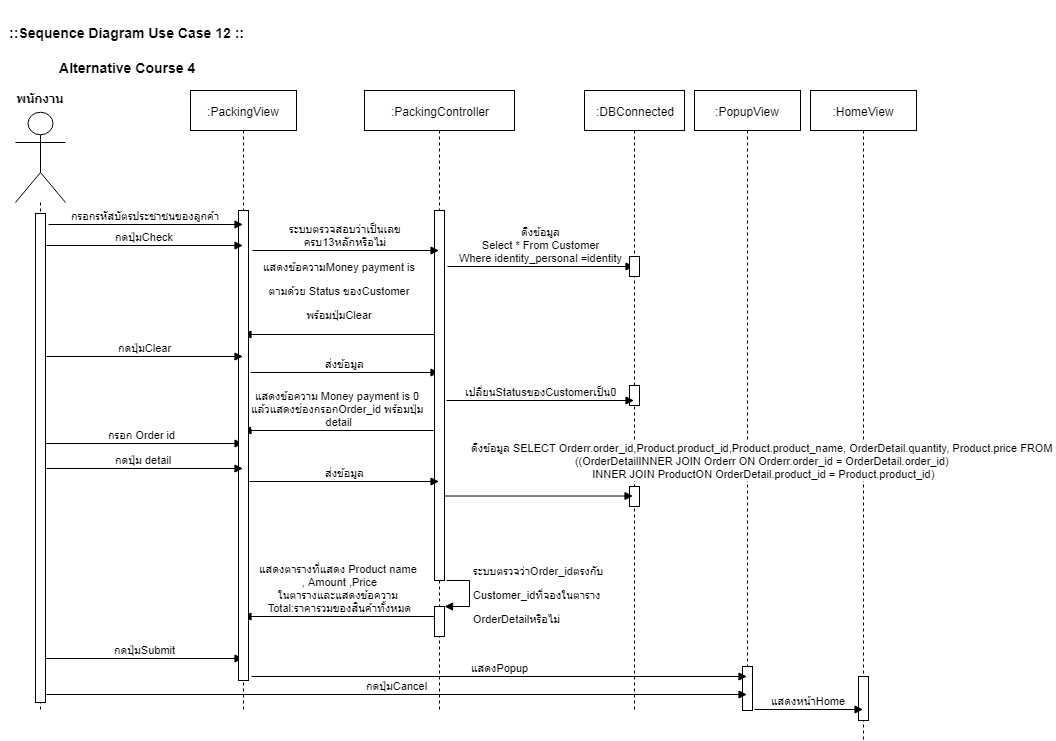 ::Sequence Diagram Use Case 12 ::
Alternative Course 4
พนักงาน
:PackingView
:PackingController
:DBConnected
:PopupView
:HomeView
กรอกรหัสบัตรประชาชนของลูกค้า
กดปุ่มCheck
ระบบตรวจสอบว่าเป็นเลข
ครบ13หลักหรือไม่
ดึงข้อมูล
Select * From Customer
Where identity_personal =identity
แสดงข้อความMoney payment is
ตามด้วย Status ของCustomer
พร้อมปุ่มClear
กดปุ่มClear
ส่งข้อมูล
เปลี่ยนStatusของCustomerเป็น0
แสดงข้อความ Money payment is 0
แล้วแสดงช่องกรอกOrder_id พร้อมปุ่ม
detail
กรอก Order id
กดปุ่ม detail
ส่งข้อมูล
ดึงข้อมูล SELECT Orderr.order_id,Product.product_id,Product.product_name, OrderDetail.quantity, Product.price FROM
((OrderDetailINNER JOIN Orderr ON Orderr.order_id = OrderDetail.order_id)
INNER JOIN ProductON OrderDetail.product_id = Product.product_id)
แสดงตารางที่แสดง Product name
, Amount ,Price
ในตารางและแสดงข้อความ
Total:ราคารวมของสินค้าทั้งหมด
ระบบตรวจว่าOrder_idตรงกับ
Customer_idที่จองในตาราง
OrderDetailหรือไม่
กดปุ่มSubmit
แสดงPopup
กดปุ่มCancel
แสดงหน้าHome